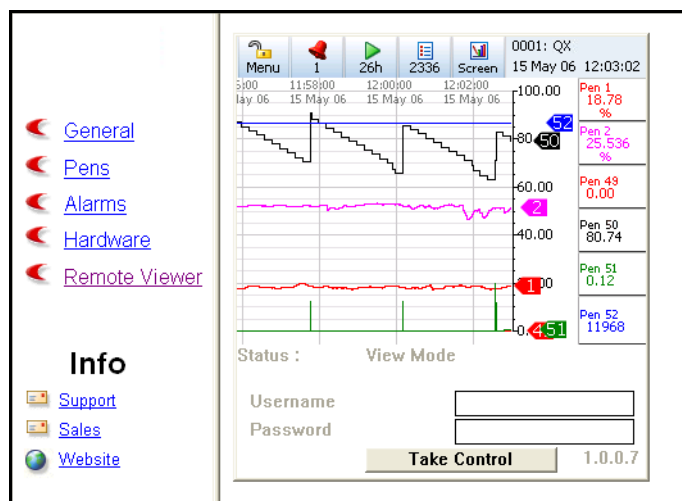 General
Pens
Alarms
Hardware
Remote Viewer
Info
Support
Sales
Website
Menu
1
26h
2336
Screen
0001: QX
15 May 06 12:03:02
11:58:00 12:00:00 12:02:00
May 06 15 May 06 15 May 06 15 May 06
100.00
80
60.00
40.00
52
50
2
1
51
Pen 1
18.78
%
Pen 2
25.536
%
Pen 49
0.00
Pen 50
80.74
Pen 51
0.12
Pen 52
11968
Status : View Mode
Username
Password
Take Control 1.0.0.7